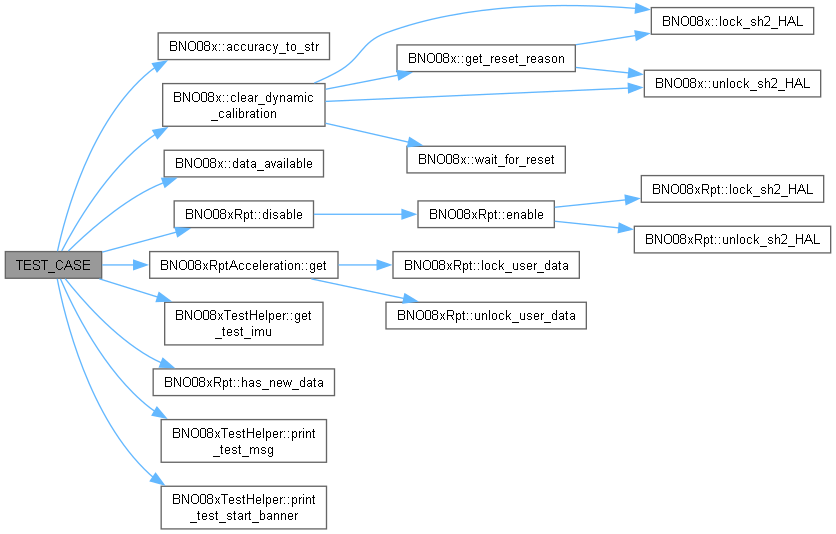 TEST_CASE
BNO08x::accuracy_to_str
BNO08x::clear_dynamic
_calibration
BNO08x::data_available
BNO08xRpt::disable
BNO08xRptAcceleration::get
BNO08xTestHelper::get
_test_imu
BNO08xRpt::has_new_data
BNO08xTestHelper::print
_test_msg
BNO08xTestHelper::print
_test_start_banner
BNO08x::get_reset_reason
BNO08x::wait_for_reset
BNO08xRpt::enable
BNO08xRpt::lock_user_data
BNO08xRpt::unlock_user_data
BNO08x::lock_sh2_HAL
BNO08x::unlock_sh2_HAL
BNO08xRpt::lock_sh2_HAL
BNO08xRpt::unlock_sh2_HAL